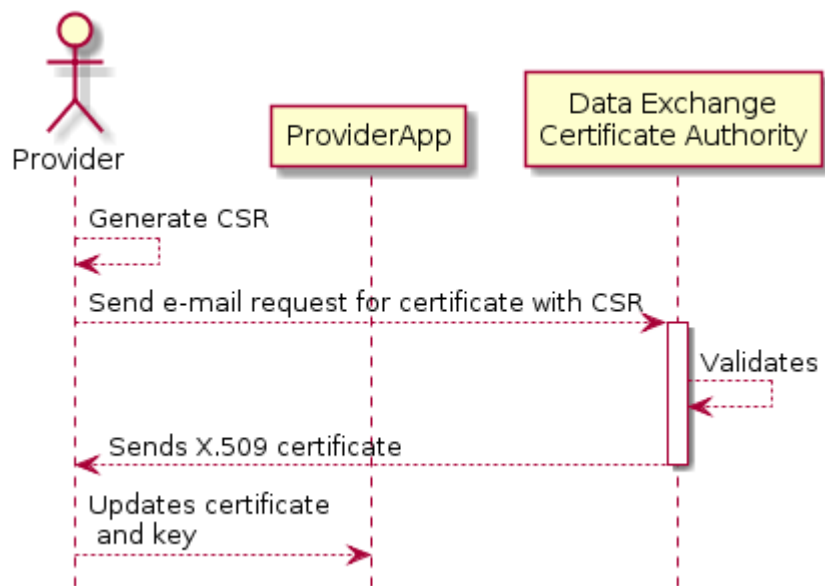 Provider
ProviderApp
Data Exchange
Certificate Authority
Generate CSR
Send e-mail request for certificate with CSR
Validates
Sends X.509 certificate
Updates certificate
and key